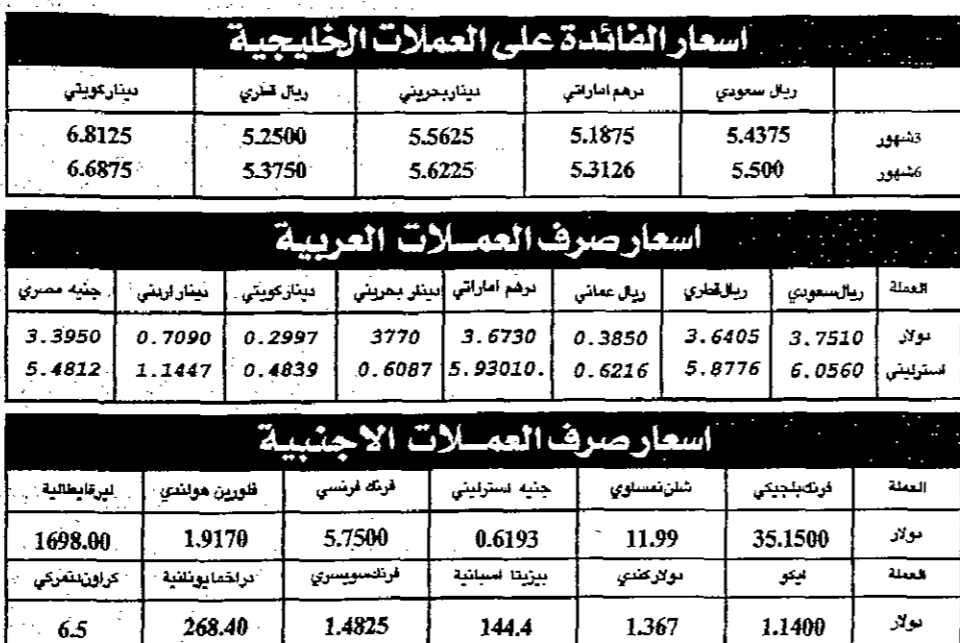 اسعار الفائدة على العملات الخليجية
ريال سعودي درهم اماراتي دينار بحريني ريال قطري دينار كويتي
3شهور 5.4375 5.1875 5.5625 5.2500 6.8125
6شهور 5.500 5.3126 5.6225 5.3750 6.6875
اسعار صرف العمــلات العربية
العملة ريال سعودي ريال قطري ريال عماني درهم اماراتي دينار بحريني دينار كويتي دينار اردني جنيه مصري
دولار 3.7510 3.6405 0.3850 3.6730 3770 0.2997 0.7090 3.3950
استرليني 6.0560 5.8776 0.6216 5.93010. 0.6087 0.4839 1.1447 5.4812
اسعار صرف العمــلات الاجنبية
العملة فرنك بلجيكي شلن نمساوي جنيه استرليني فرنك فرنسي فلورين هولندي ليرة ايطالية
دولار 35.1500 11.99 0.6193 5.7500 1.9170 1698.00
العملة ايكو دولار كندي بيزيتا اسبانية فرنك سويسري دراخما يونانية كراون دنمركي
دولار 1.1400 1.367 144.4 1.4825 268.40 6.5